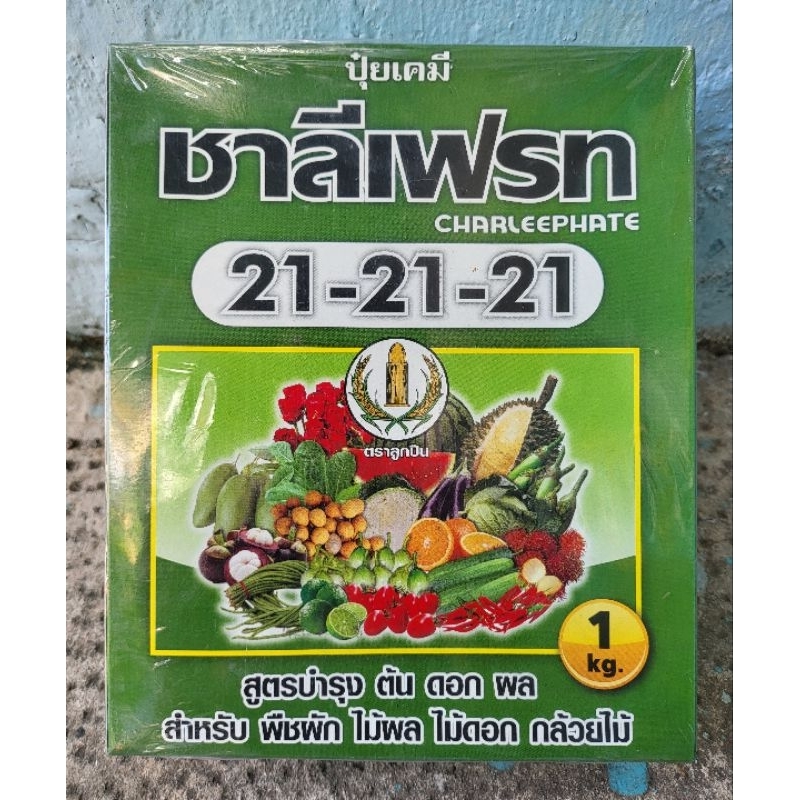 ปุ๋ยเคมี
ชาลีเฟรท
CHARLEEPHATE
21-21-21
ตราลูกปืน
1
kg.
สูตรบำรุง ต้น ดอก ผล
สำหรับ พืชผัก ไม้ผล ไม้ดอก กล้วยไม้